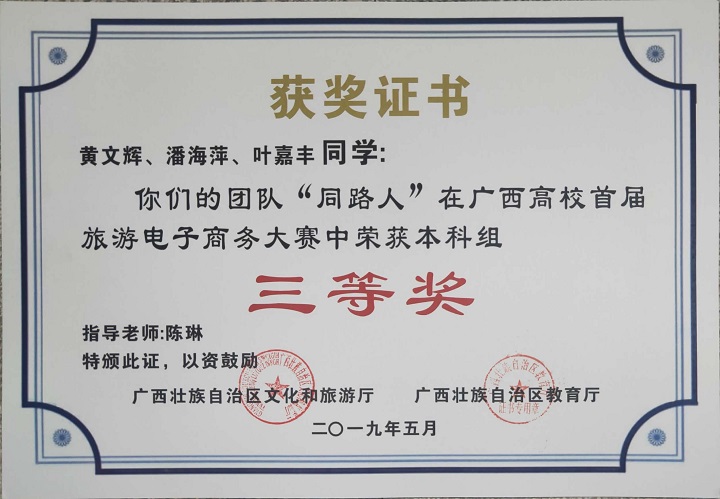 获奖证书
黄文辉、潘海萍、叶嘉丰同学:
你们的团队“同路人”在广西高校首届
旅游电子商务大赛中荣获本科组
三等奖
指导老师:陈琳
特颁此证，以资鼓励
广西壮族自治区文化和旅游厅 广西壮族自治区教育厅
二〇一九年五月